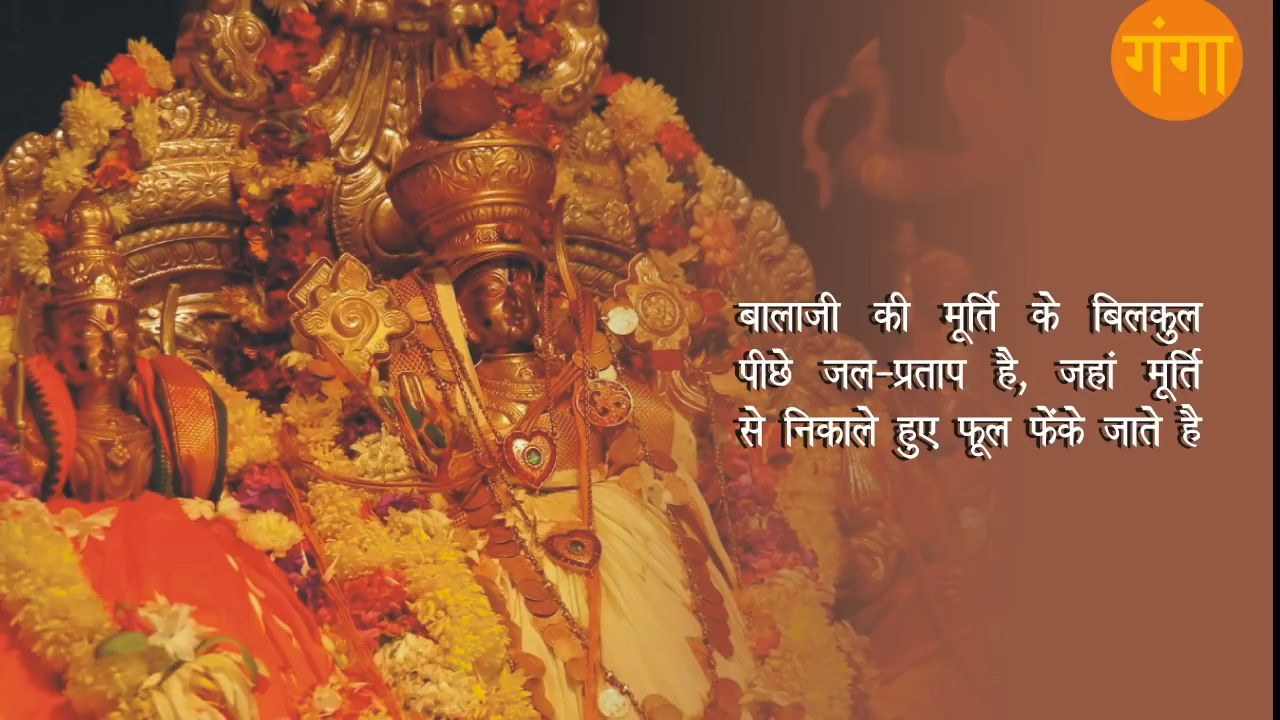 गंगा
बालाजी की मूर्ति के बिलकुल
पीछे जल-प्रताप है, जहां मूर्ति
से निकाले हुए फूल फेंके जाते है